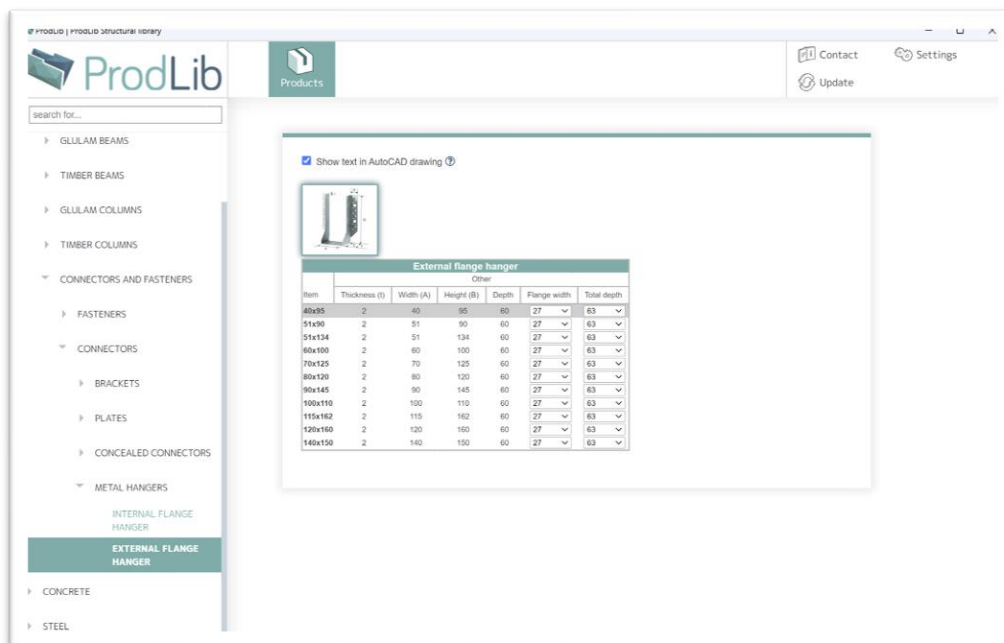 ProdLib | ProdLib Structural library
ProdLib
Products
Contact
Settings
Update
search for...
GLULAM BEAMS
TIMBER BEAMS
GLULAM COLUMNS
TIMBER COLUMNS
CONNECTORS AND FASTENERS
FASTENERS
CONNECTORS
BRACKETS
PLATES
CONCEALED CONNECTORS
METAL HANGERS
INTERNAL FLANGE
HANGER
EXTERNAL FLANGE
HANGER
CONCRETE
STEEL
Show text in AutoCAD drawing ?
External flange hanger
Other
Item Thickness (t) Width (A) Height (B) Depth Flange width Total depth
40x95 2 40 95 60 27 63
51x90 2 51 90 60 27 63
51x134 2 51 134 60 27 63
60x100 2 60 100 60 27 63
70x125 2 70 125 60 27 63
80x120 2 80 120 60 27 63
90x145 2 90 145 60 27 63
100x110 2 100 110 60 27 63
115x162 2 115 162 60 27 63
120x160 2 120 160 60 27 63
140x150 2 140 150 60 27 63